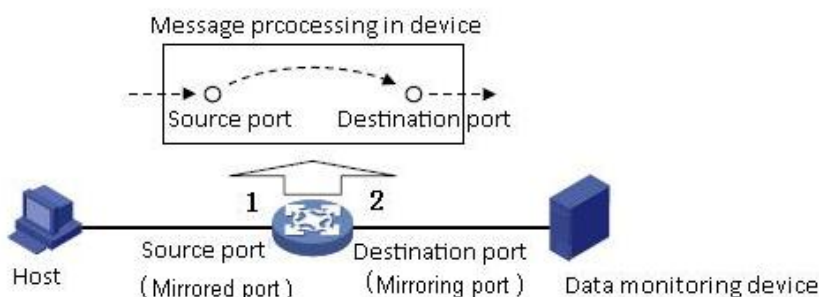 Message prcocessing in device
Source port Destination port
1 2
Source port Destination port
Host (Mirrored port) (Mirroring port) Data monitoring device